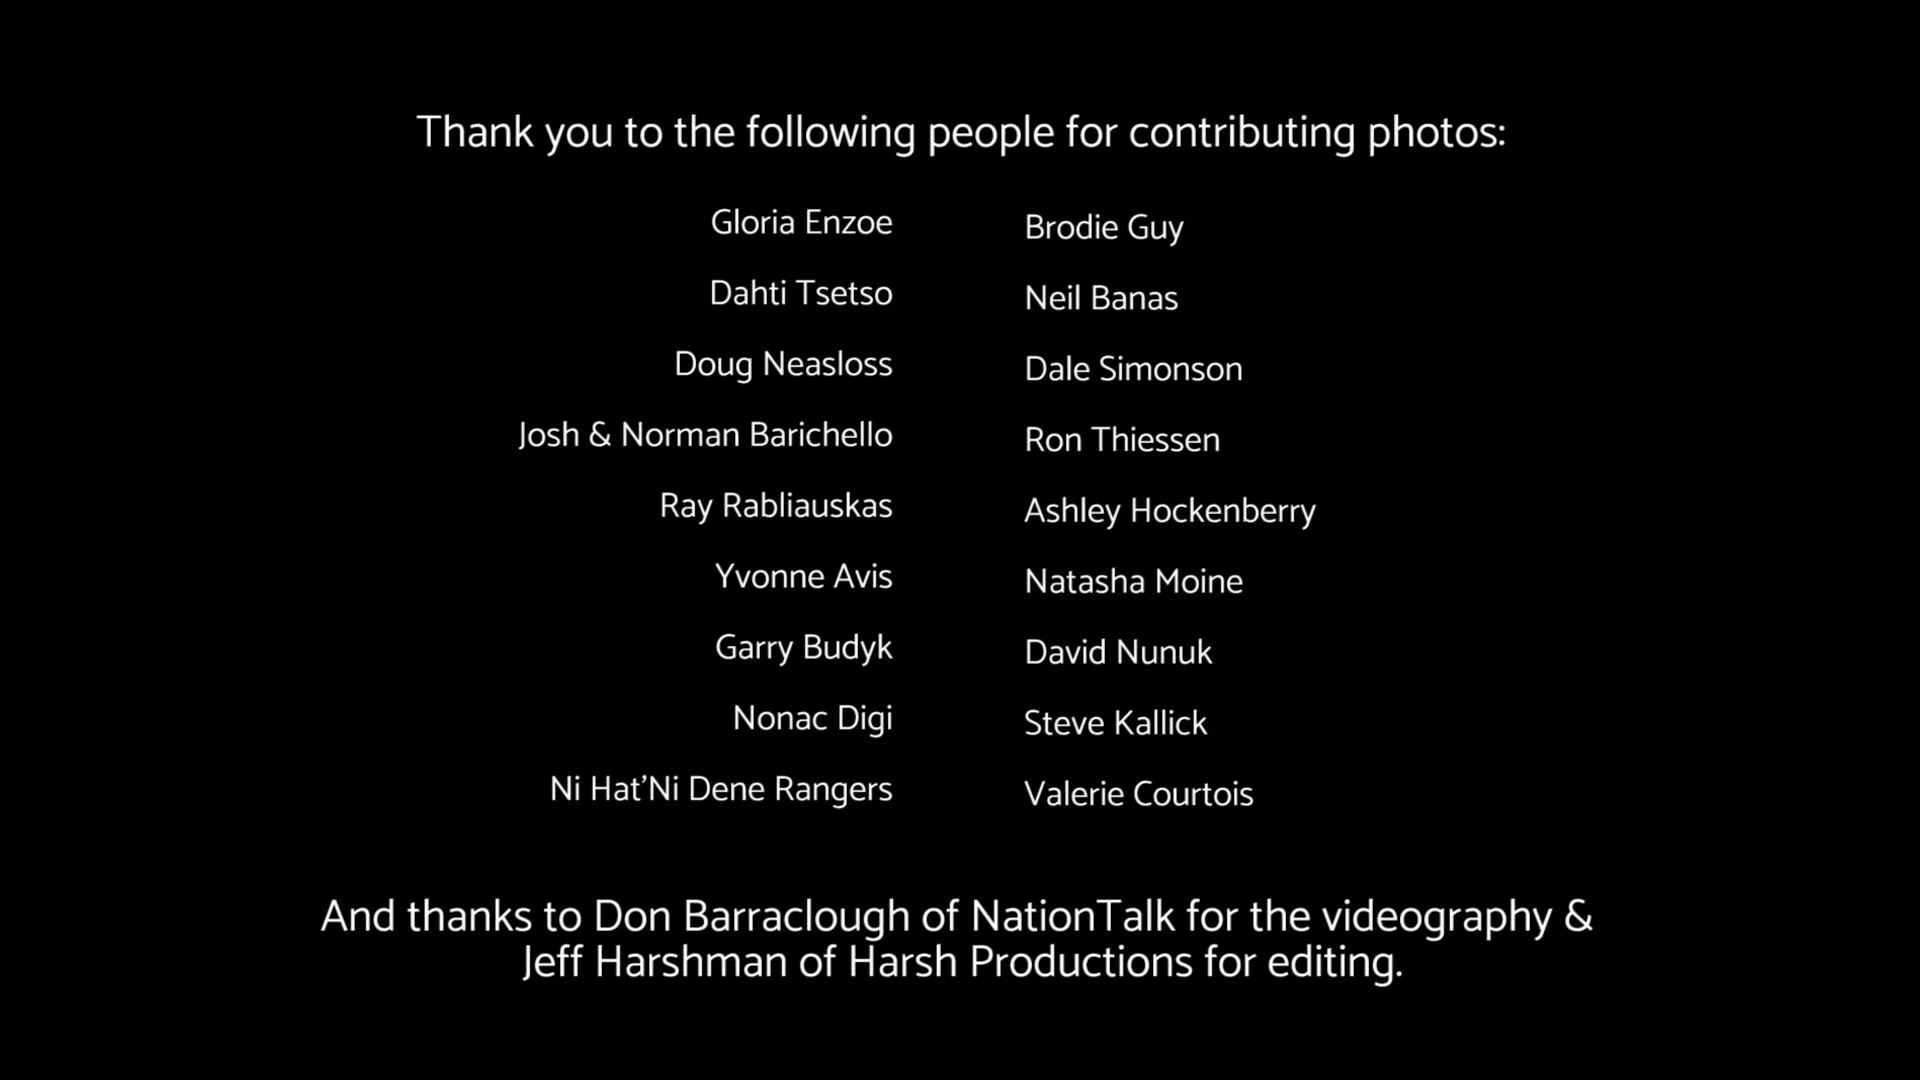 Thank you to the following people for contributing photos:
Gloria Enzoe
Dahti Tsetso
Doug Neasloss
Josh & Norman Barichello
Ray Rabliauskas
Yvonne Avis
Garry Budyk
Nonac Digi
Ni Hat'Ni Dene Rangers
Brodie Guy
Neil Banas
Dale Simonson
Ron Thiessen
Ashley Hockenberry
Natasha Moine
David Nunuk
Steve Kallick
Valerie Courtois
And thanks to Don Barraclough of NationTalk for the videography &
Jeff Harshman of Harsh Productions for editing.